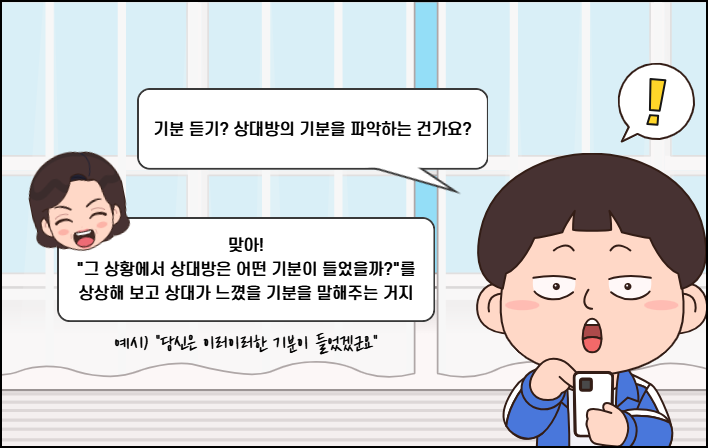 기분 듣기? 상대방의 기분을 파악하는 건가요?
맞아!
"그 상황에서 상대방은 어떤 기분이 들었을까?"를
상상해 보고 상대가 느꼈을 기분을 말해주는 거지
예시) "당신은 이러이러한 기분이 들었겠군요"